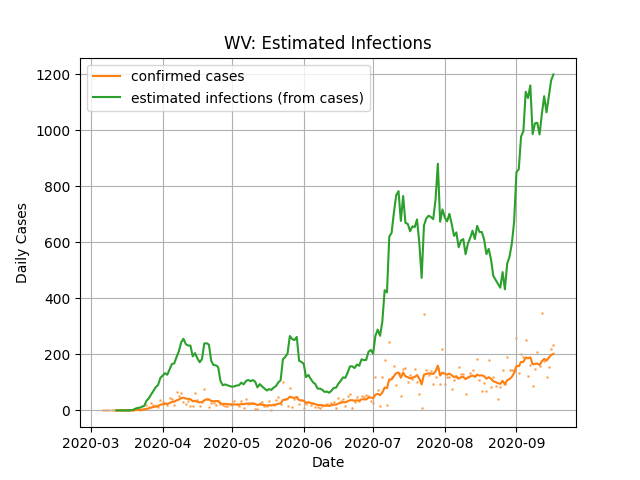 WV: Estimated Infections
confirmed cases
estimated infections (from cases)
1200
1000
800
600
400
200
0
Daily Cases
2020-03 2020-04 2020-05 2020-06 2020-07 2020-08 2020-09
Date